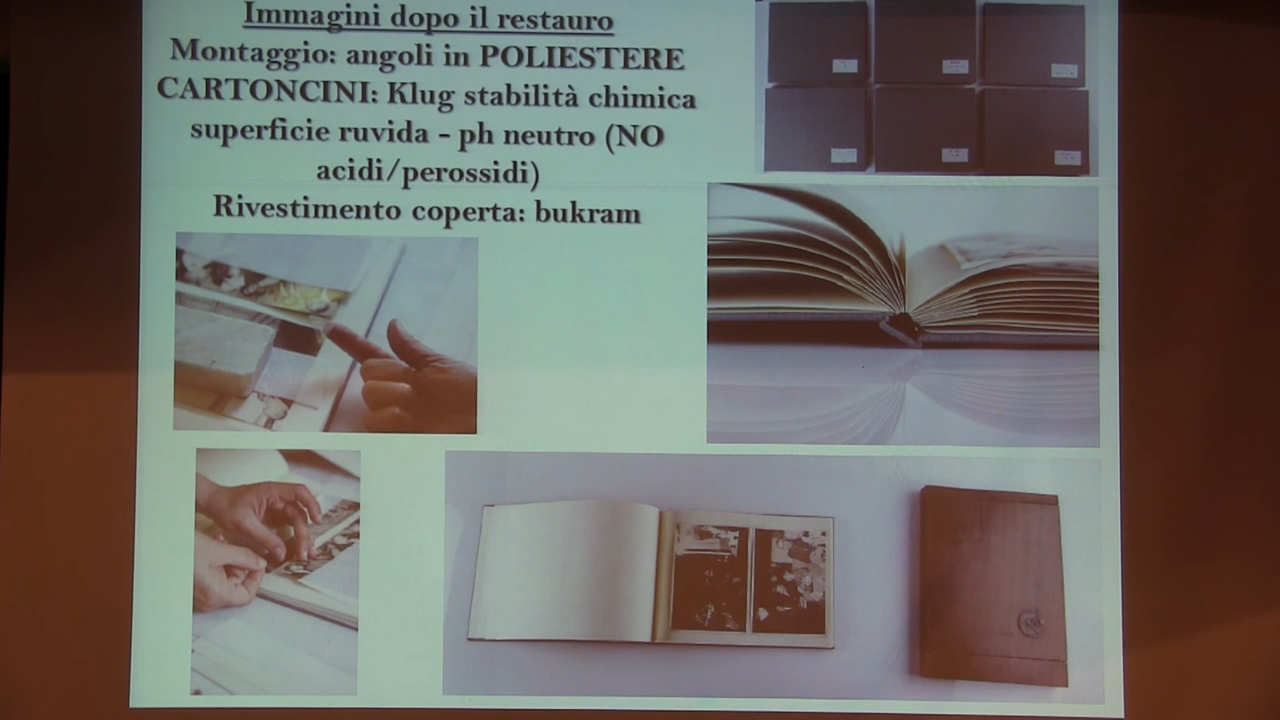 Immagini dopo il restauro
Montaggio: angoli in POLIESTERE
CARTONCINI: Klug stabilità chimica
superficie ruvida - ph neutro (NO
acidi/perossidi)
Rivestimento coperta: bukram